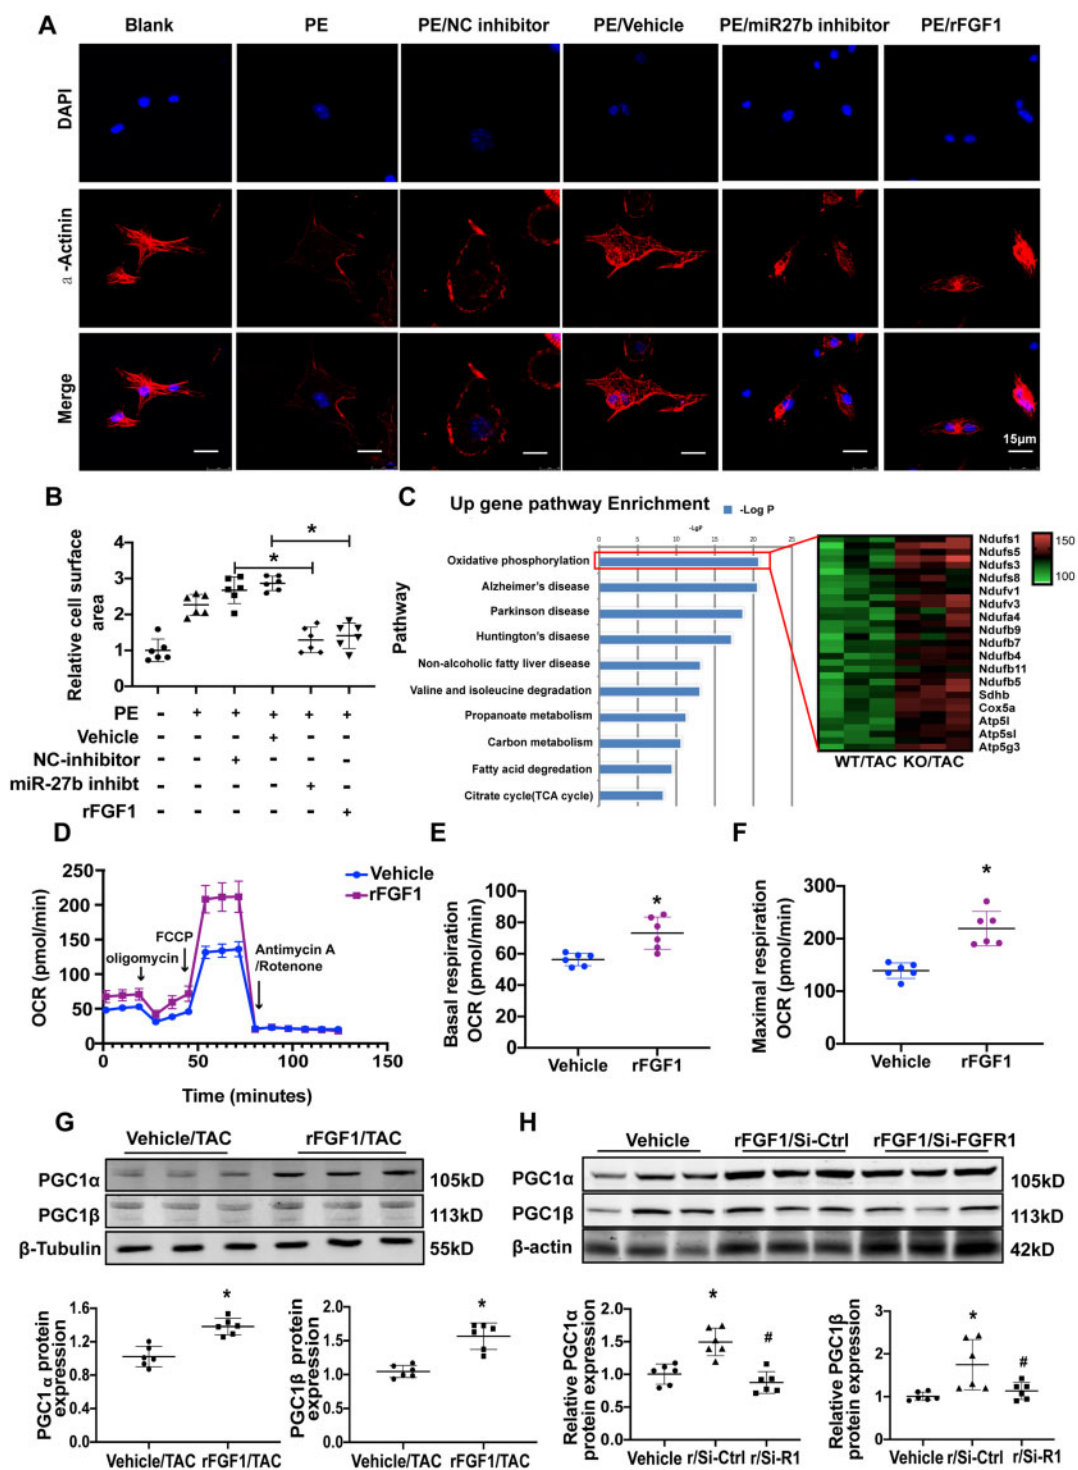 A
Blank PE PE/NC inhibitor PE/Vehicle PE/miR27b inhibitor PE/rFGF1
DAPI
α-Actinin
Merge
15μm
B
Relative cell surface
area
4
3
2
1
0
PE - + + + + +
Vehicle - - - + - -
NC-inhibitor - - + - - -
miR-27b inhibt - - - - + -
rFGF1 - - - - - +
* *
C
Up gene pathway Enrichment -Log P
-LgP
0 5 10 15 20 25
Pathway
Oxidative phosphorylation
Alzheimer's disease
Parkinson disease
Huntington's disaese
Non-alcoholic fatty liver disease
Valine and isoleucine degradation
Propanoate metabolism
Carbon metabolism
Fatty acid degredation
Citrate cycle(TCA cycle)
Ndufs1
Ndufs5
Ndufs3
Ndufs8
Ndufv1
Ndufv3
Ndufa4
Ndufb9
Ndufb7
Ndufb4
Ndufb11
Ndufb5
Sdhb
Cox5a
Atp5l
Atp5sl
Atp5g3
150
100
WT/TAC KO/TAC
D
OCR (pmol/min)
250
200
150
100
50
0
0 50 100 150
Time (minutes)
Vehicle
rFGF1
oligomycin
FCCP
Antimycin A
/Rotenone
E
Basal respiration
OCR (pmol/min)
100
80
60
40
20
0
*
Vehicle rFGF1
F
Maximal respiration
OCR (pmol/min)
300
200
100
0
*
Vehicle rFGF1
G
Vehicle/TAC rFGF1/TAC
PGC1α 105kD
PGC1β 113kD
β-Tubulin 55kD
PGC1α protein
expression
1.6
1.2
0.8
0.4
0.0
*
Vehicle/TAC rFGF1/TAC
PGC1β protein
expression
2.0
1.5
1.0
0.5
0.0
*
Vehicle/TAC rFGF1/TAC
H
Vehicle rFGF1/Si-Ctrl rFGF1/Si-FGFR1
PGC1α 105kD
PGC1β 113kD
β-actin 42kD
Relative PGC1α
protein expression
2.0
1.5
1.0
0.5
0.0
* #
Vehicle r/Si-Ctrl r/Si-R1
Relative PGC1β
protein expression
3
2
1
0
* #
Vehicle r/Si-Ctrl r/Si-R1